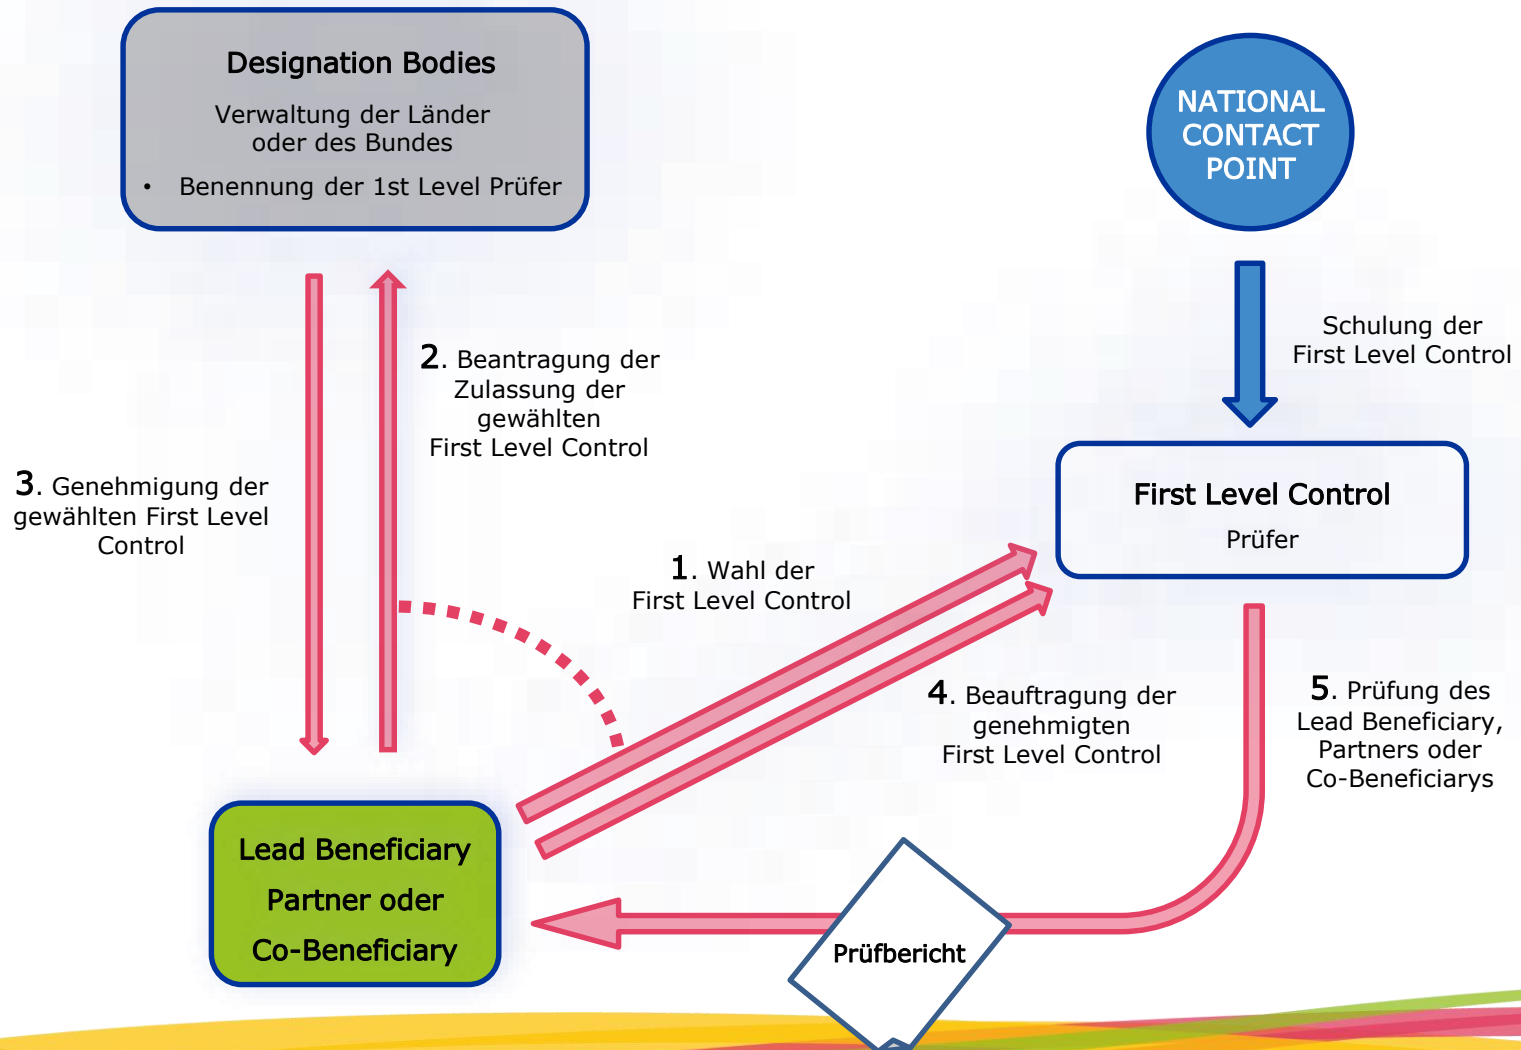 Designation Bodies
Verwaltung der Länder
oder des Bundes
• Benennung der 1st Level Prüfer
NATIONAL
CONTACT
POINT
Schulung der
First Level Control
2. Beantragung der
Zulassung der
gewählten
First Level Control
3. Genehmigung der
gewählten First Level
Control
First Level Control
Prüfer
1. Wahl der
First Level Control
4. Beauftragung der
genehmigten
First Level Control
5. Prüfung des
Lead Beneficiary,
Partners oder
Co-Beneficiarys
Lead Beneficiary
Partner oder
Co-Beneficiary
Prüfbericht